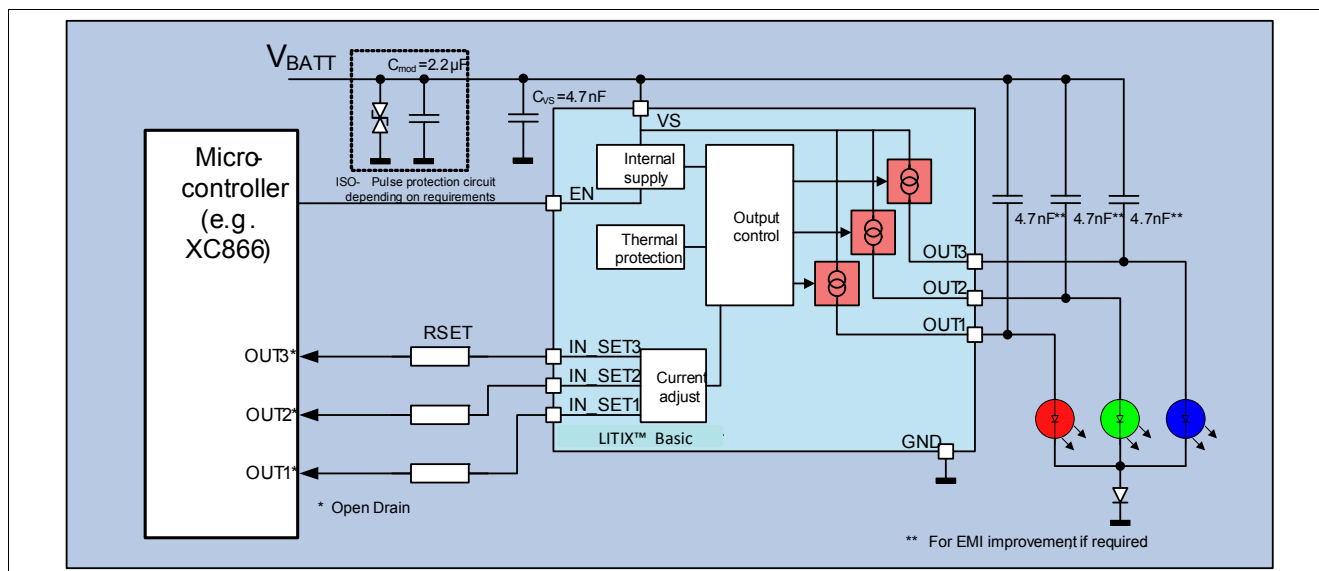 VBATT
Cmod=2.2µF
CVS=4.7nF
ISO- Pulse protection circuit
depending on requirements
Micro-
controller
(e.g.
XC866)
OUT3*
OUT2*
OUT1*
* Open Drain
RSET
VS
EN
Internal
supply
Thermal
protection
Output
control
IN_SET3
IN_SET2
IN_SET1
Current
adjust
LITIX™ Basic
GND
OUT3
OUT2
OUT1
4.7nF**
4.7nF**
4.7nF**
** For EMI improvement if required